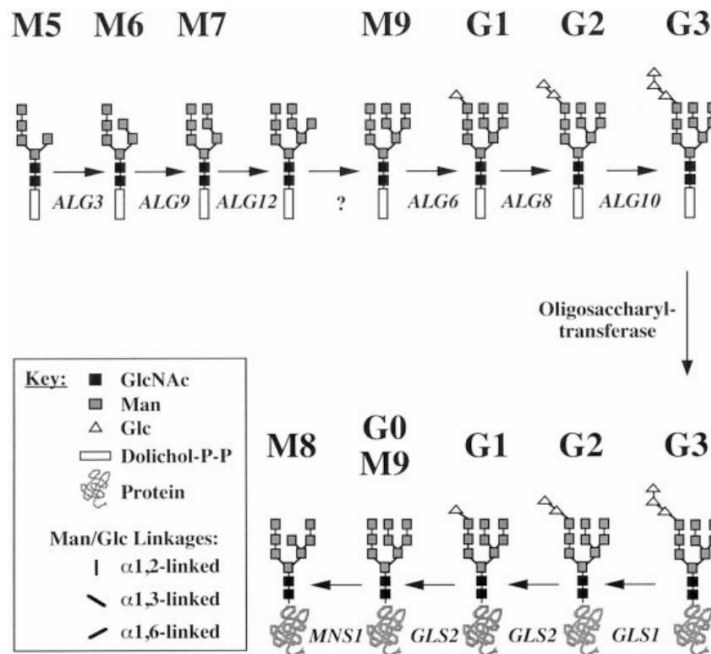 M5 M6 M7 M9 G1 G2 G3
ALG3 ALG9 ALG12 ? ALG6 ALG8 ALG10
Oligosaccharyl-
transferase
Key:
GlcNAc
Man
Glc
Dolichol-P-P
Protein
Man/Glc Linkages:
α1,2-linked
α1,3-linked
α1,6-linked
G0
M8 M9 G1 G2 G3
MNS1 GLS2 GLS2 GLS1